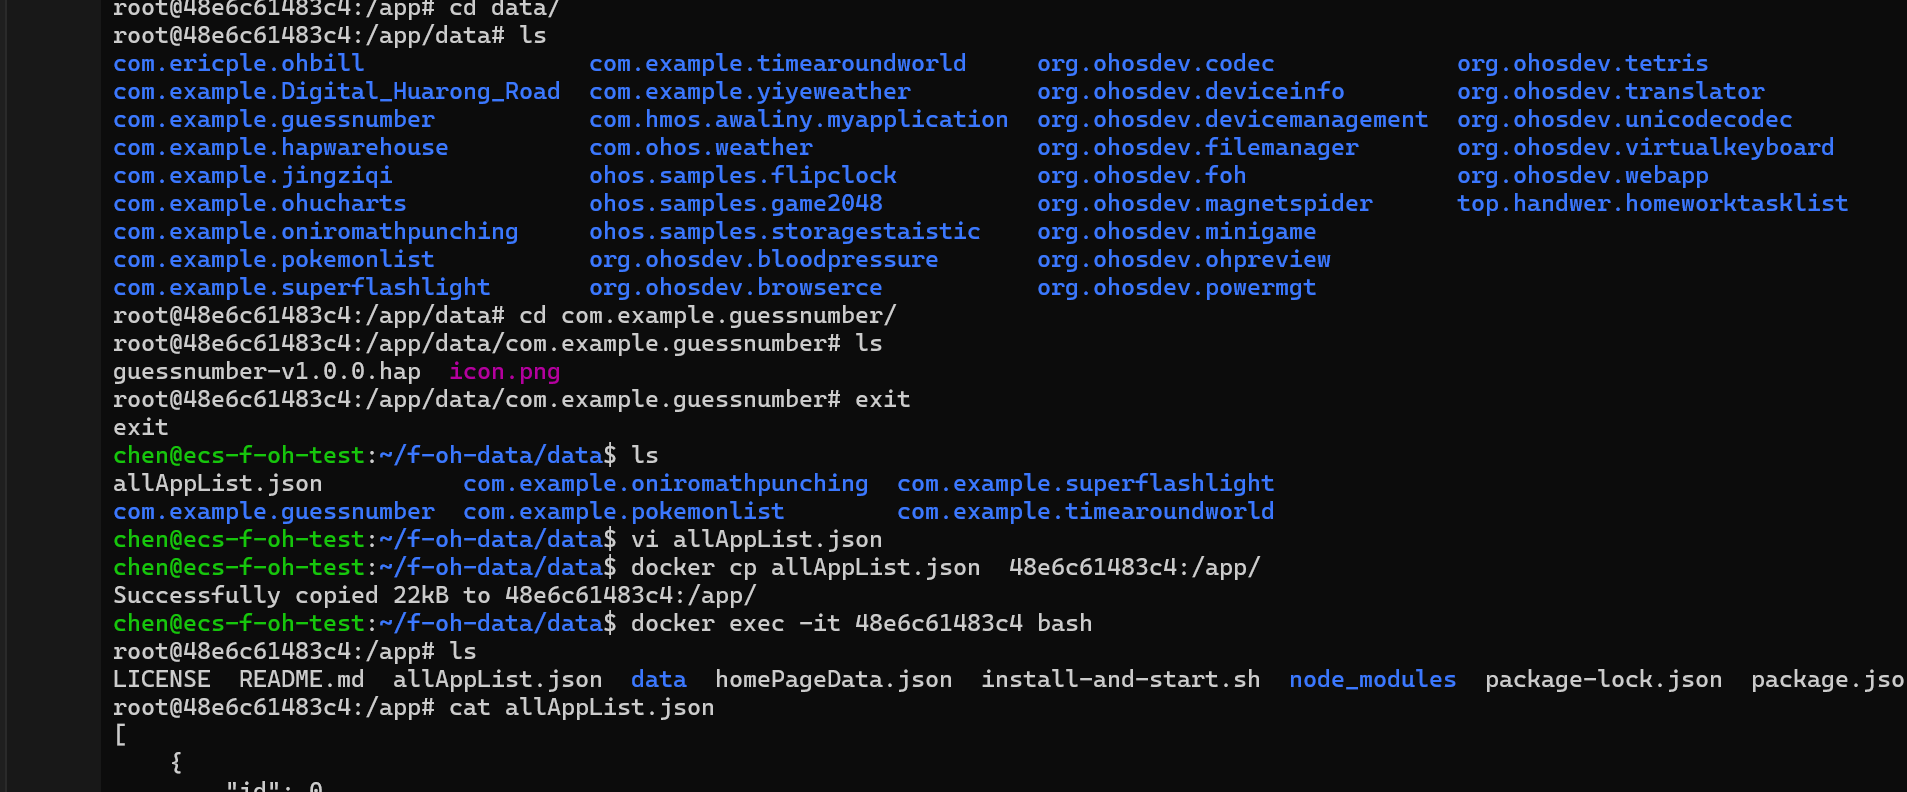 root@48e6c61483c4:/app# cd data/
root@48e6c61483c4:/app/data# ls
com.ericple.ohbill com.example.timearoundworld org.ohosdev.codec org.ohosdev.tetris
com.example.Digital_Huarong_Road com.example.yiyeweather org.ohosdev.deviceinfo org.ohosdev.translator
com.example.guessnumber com.hmos.awaliny.myapplication org.ohosdev.devicemanagement org.ohosdev.unicodecodec
com.example.hapwarehouse com.ohos.weather org.ohosdev.filemanager org.ohosdev.virtualkeyboard
com.example.jingziqi ohos.samples.flipclock org.ohosdev.foh org.ohosdev.webapp
com.example.ohucharts ohos.samples.game2048 org.ohosdev.magnetspider top.handwer.homeworktasklist
com.example.oniromathpunching ohos.samples.storagestaistic org.ohosdev.minigame
com.example.pokemonlist org.ohosdev.bloodpressure org.ohosdev.ohpreview
com.example.superflashlight org.ohosdev.browserce org.ohosdev.powermgt
root@48e6c61483c4:/app/data# cd com.example.guessnumber/
root@48e6c61483c4:/app/data/com.example.guessnumber# ls
guessnumber-v1.0.0.hap icon.png
root@48e6c61483c4:/app/data/com.example.guessnumber# exit
exit
chen@ecs-f-oh-test:~/f-oh-data/data$ ls
allAppList.json com.example.oniromathpunching com.example.superflashlight
com.example.guessnumber com.example.pokemonlist com.example.timearoundworld
chen@ecs-f-oh-test:~/f-oh-data/data$ vi allAppList.json
chen@ecs-f-oh-test:~/f-oh-data/data$ docker cp allAppList.json 48e6c61483c4:/app/
Successfully copied 22kB to 48e6c61483c4:/app/
chen@ecs-f-oh-test:~/f-oh-data/data$ docker exec -it 48e6c61483c4 bash
root@48e6c61483c4:/app# ls
LICENSE README.md allAppList.json data homePageData.json install-and-start.sh node_modules package-lock.json package.jso
root@48e6c61483c4:/app# cat allAppList.json
[
{
"id": 0